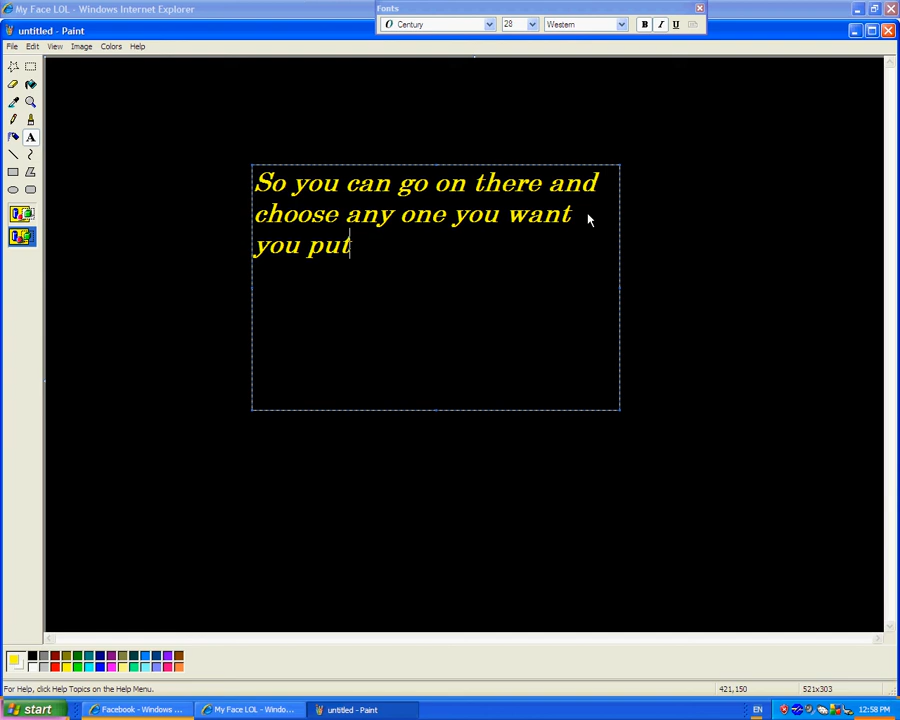 My Face LOL - Windows Internet Explorer
Fonts
untitled - Paint
Century
28
Western
B
I
U
File Edit View Image Colors Help
A
So you can go on there and
choose any one you want
you put
For Help, click Help Topics on the Help Menu.
421,150
521x303
start
Facebook - Windows ...
My Face LOL - Windo...
untitled - Paint
EN
12:58 PM